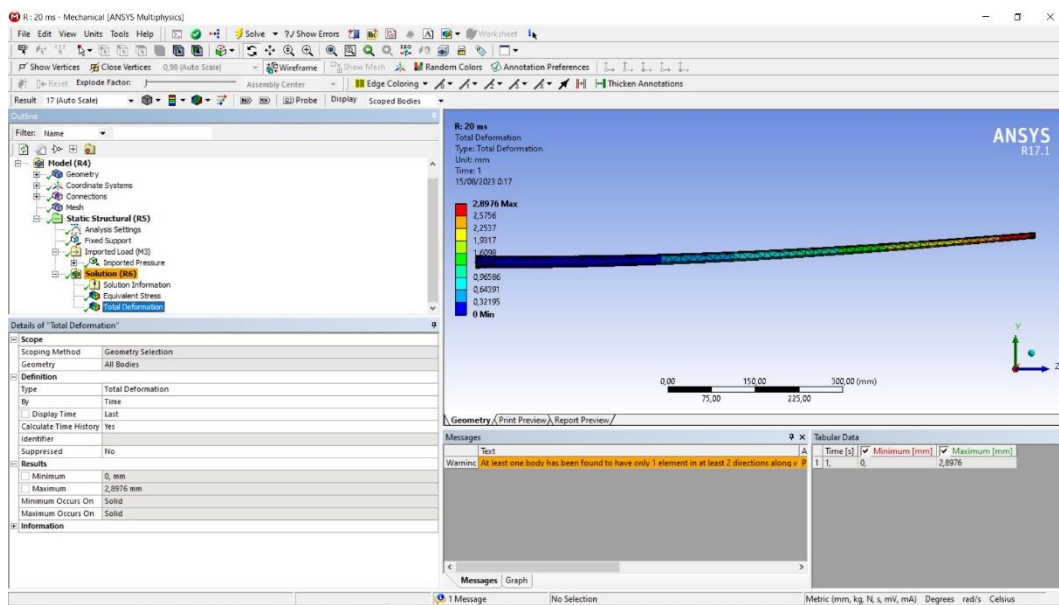 R : 20 ms - Mechanical [ANSYS Multiphysics]
File Edit View Units Tools Help Solve ?/ Show Errors Worksheet
Show Vertices Close Vertices 0,90 (Auto Scale) Wireframe Show Mesh Random Colors Annotation Preferences
Reset Explode Factor: Assembly Center Edge Coloring Thicken Annotations
Result 17 (Auto Scale) Probe Display Scoped Bodies
Outline
Filter: Name
Model (R4)
Geometry
Coordinate Systems
Connections
Mesh
Static Structural (R5)
Analysis Settings
Fixed Support
Imported Load (M3)
Imported Pressure
Solution (R6)
Solution Information
Equivalent Stress
Total Deformation
Details of "Total Deformation"
Scope
Scoping Method Geometry Selection
Geometry All Bodies
Definition
Type Total Deformation
By Time
Display Time Last
Calculate Time History Yes
Identifier
Suppressed No
Results
Minimum 0, mm
Maximum 2,8976 mm
Minimum Occurs On Solid
Maximum Occurs On Solid
Information
R: 20 ms
Total Deformation
Type: Total Deformation
Unit: mm
Time: 1
15/08/2023 0:17
2,8976 Max
2,5756
2,2537
1,9317
1,6098
0,96586
0,64391
0,32195
0 Min
ANSYS
R17.1
Y
Z
0,00 150,00 300,00 (mm)
75,00 225,00
Geometry Print Preview Report Preview
Messages
Text A
Warning At least one body has been found to have only 1 element in at least 2 directions along v P
Messages Graph
Tabular Data
Time [s] Minimum [mm] Maximum [mm]
1 1, 0, 2,8976
1 Message No Selection Metric (mm, kg, N, s, mV, mA) Degrees rad/s Celsius